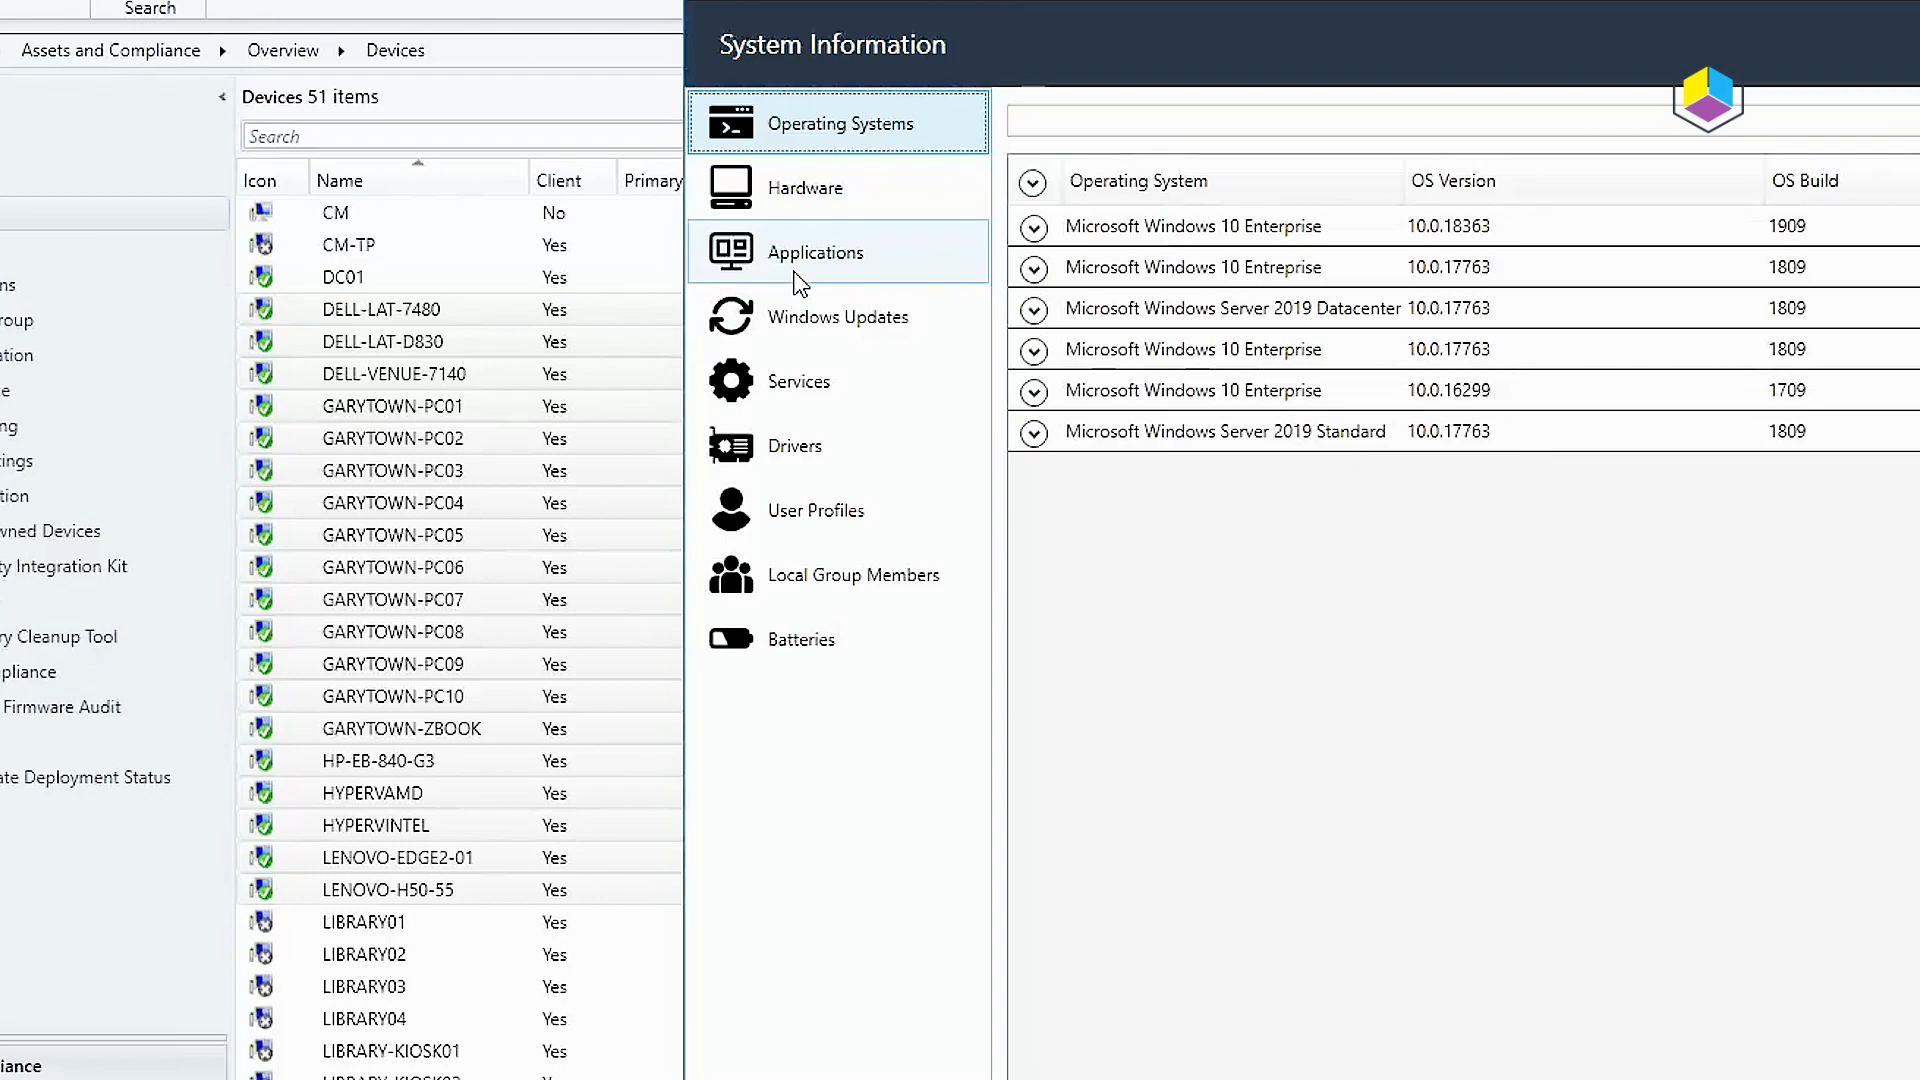 Search
Assets and Compliance Overview Devices
ns
roup
ation
e
ng
ings
tion
wned Devices
ty Integration Kit
ry Cleanup Tool
pliance
Firmware Audit
ate Deployment Status
iance
Devices 51 items
Search
Icon Name Client Primary
CM No
CM-TP Yes
DC01 Yes
DELL-LAT-7480 Yes
DELL-LAT-D830 Yes
DELL-VENUE-7140 Yes
GARYTOWN-PC01 Yes
GARYTOWN-PC02 Yes
GARYTOWN-PC03 Yes
GARYTOWN-PC04 Yes
GARYTOWN-PC05 Yes
GARYTOWN-PC06 Yes
GARYTOWN-PC07 Yes
GARYTOWN-PC08 Yes
GARYTOWN-PC09 Yes
GARYTOWN-PC10 Yes
GARYTOWN-ZBOOK Yes
HP-EB-840-G3 Yes
HYPERVAMD Yes
HYPERVINTEL Yes
LENOVO-EDGE2-01 Yes
LENOVO-H50-55 Yes
LIBRARY01 Yes
LIBRARY02 Yes
LIBRARY03 Yes
LIBRARY04 Yes
LIBRARY-KIOSK01 Yes
System Information
Operating Systems
Hardware
Applications
Windows Updates
Services
Drivers
User Profiles
Local Group Members
Batteries
Operating System OS Version OS Build
Microsoft Windows 10 Enterprise 10.0.18363 1909
Microsoft Windows 10 Entreprise 10.0.17763 1809
Microsoft Windows Server 2019 Datacenter 10.0.17763 1809
Microsoft Windows 10 Enterprise 10.0.17763 1809
Microsoft Windows 10 Enterprise 10.0.16299 1709
Microsoft Windows Server 2019 Standard 10.0.17763 1809